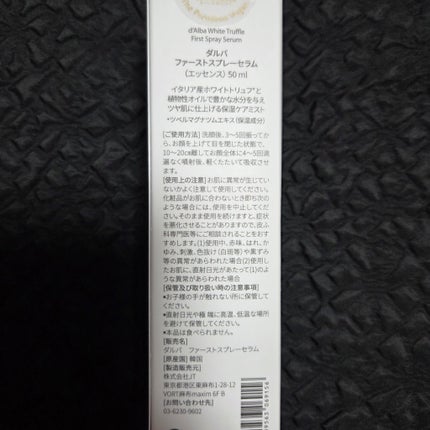 d'Alba White Truffle
First Spray Serum
ダルバ
ファーストスプレーセラム
（エッセンス） 50 ml
イタリア産ホワイトトリュフ*と
植物性オイルで豊かな水分を与え
ツヤ肌に仕上げる保湿ケアミスト
*ツベルマグナツムエキス（保湿成分）
[ご使用方法] 洗顔後、3～5回振ってか
ら、お顔を上げて目を閉じた状態で、
10～20㎝離してお顔全体に4～5回適
量なく噴射後、軽くたたいて吸収させ
ます。
[使用上の注意] お肌に異常が生じてい
ないかよく注意して使用してください。
化粧品がお肌に合わないとき即ち次の
ような場合には、使用を中止してくださ
い。そのまま使用を続けますと、症状
を悪化させることがありますので、皮ふ
科専門医等にご相談されることをおす
すめします。(1)使用中、赤味、はれ、か
ゆみ、刺激、色抜け（白斑等）や黒ずみ
等の異常があらわれた場合(2)使用し
たお肌に、直射日光があたって(1)のよ
うな異常があらわれた場合
[保管及び取り扱い時の注意事項]
•お子様の手が触れない所に保管して
ください。
•直射日光や極 端に高温、低温な場所
を避けて保管してください。
•本品は食べられません。
[販売名]
ダルバ ファーストスプレーセラム
[原産国] 韓国
[製造販売元]
株式会社JT
東京都港区東麻布1-28-12
VORT麻布maxim 6F B
[お問い合わせ先]
03-6230-9602